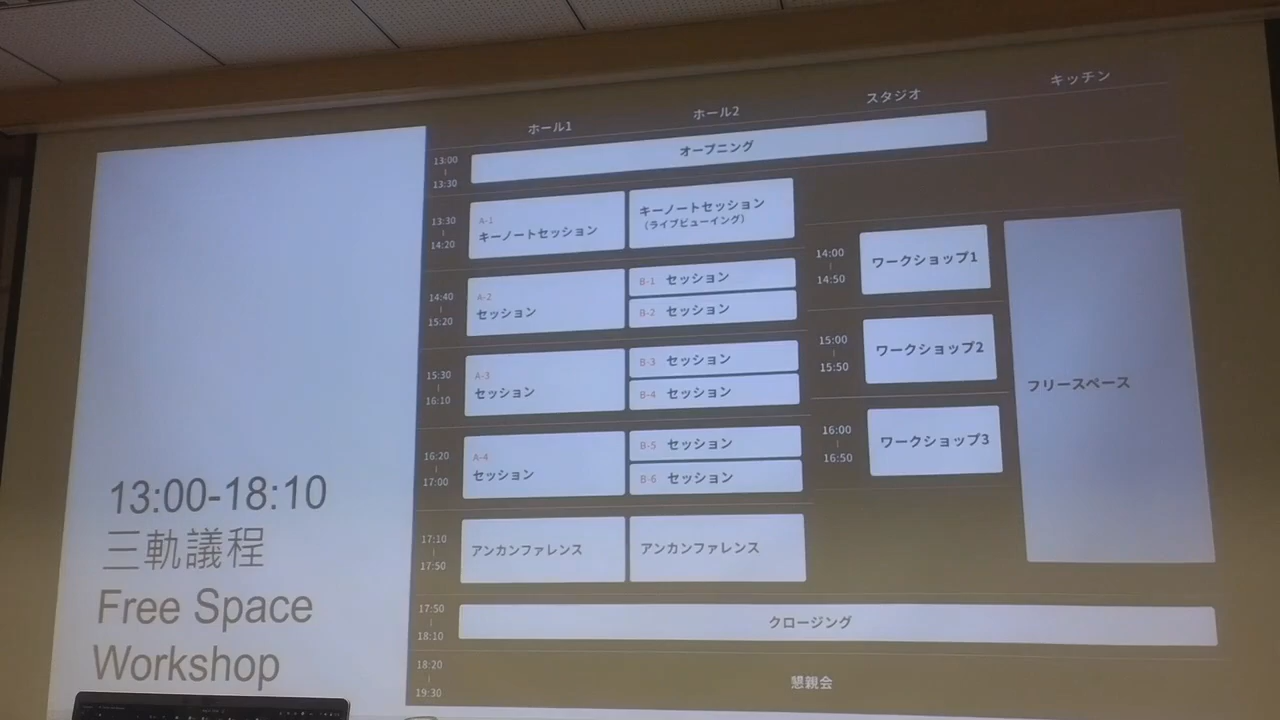 13:00-18:10
三軌議程
Free Space
Workshop
ホール1
ホール2
スタジオ
キッチン
13:00
13:30
オープニング
13:30
14:20
A-1
キーノートセッション
キーノートセッション
(ライブビューイング)
14:00
14:50
ワークショップ1
フリースペース
14:40
15:20
A-2
セッション
B-1 セッション
B-2 セッション
15:00
15:50
ワークショップ2
15:30
16:10
A-3
セッション
B-3 セッション
B-4 セッション
16:00
16:50
ワークショップ3
16:20
17:00
A-4
セッション
B-5 セッション
B-6 セッション
17:10
17:50
アンカンファレンス
アンカンファレンス
17:50
18:10
クロージング
18:20
19:30
懇親会